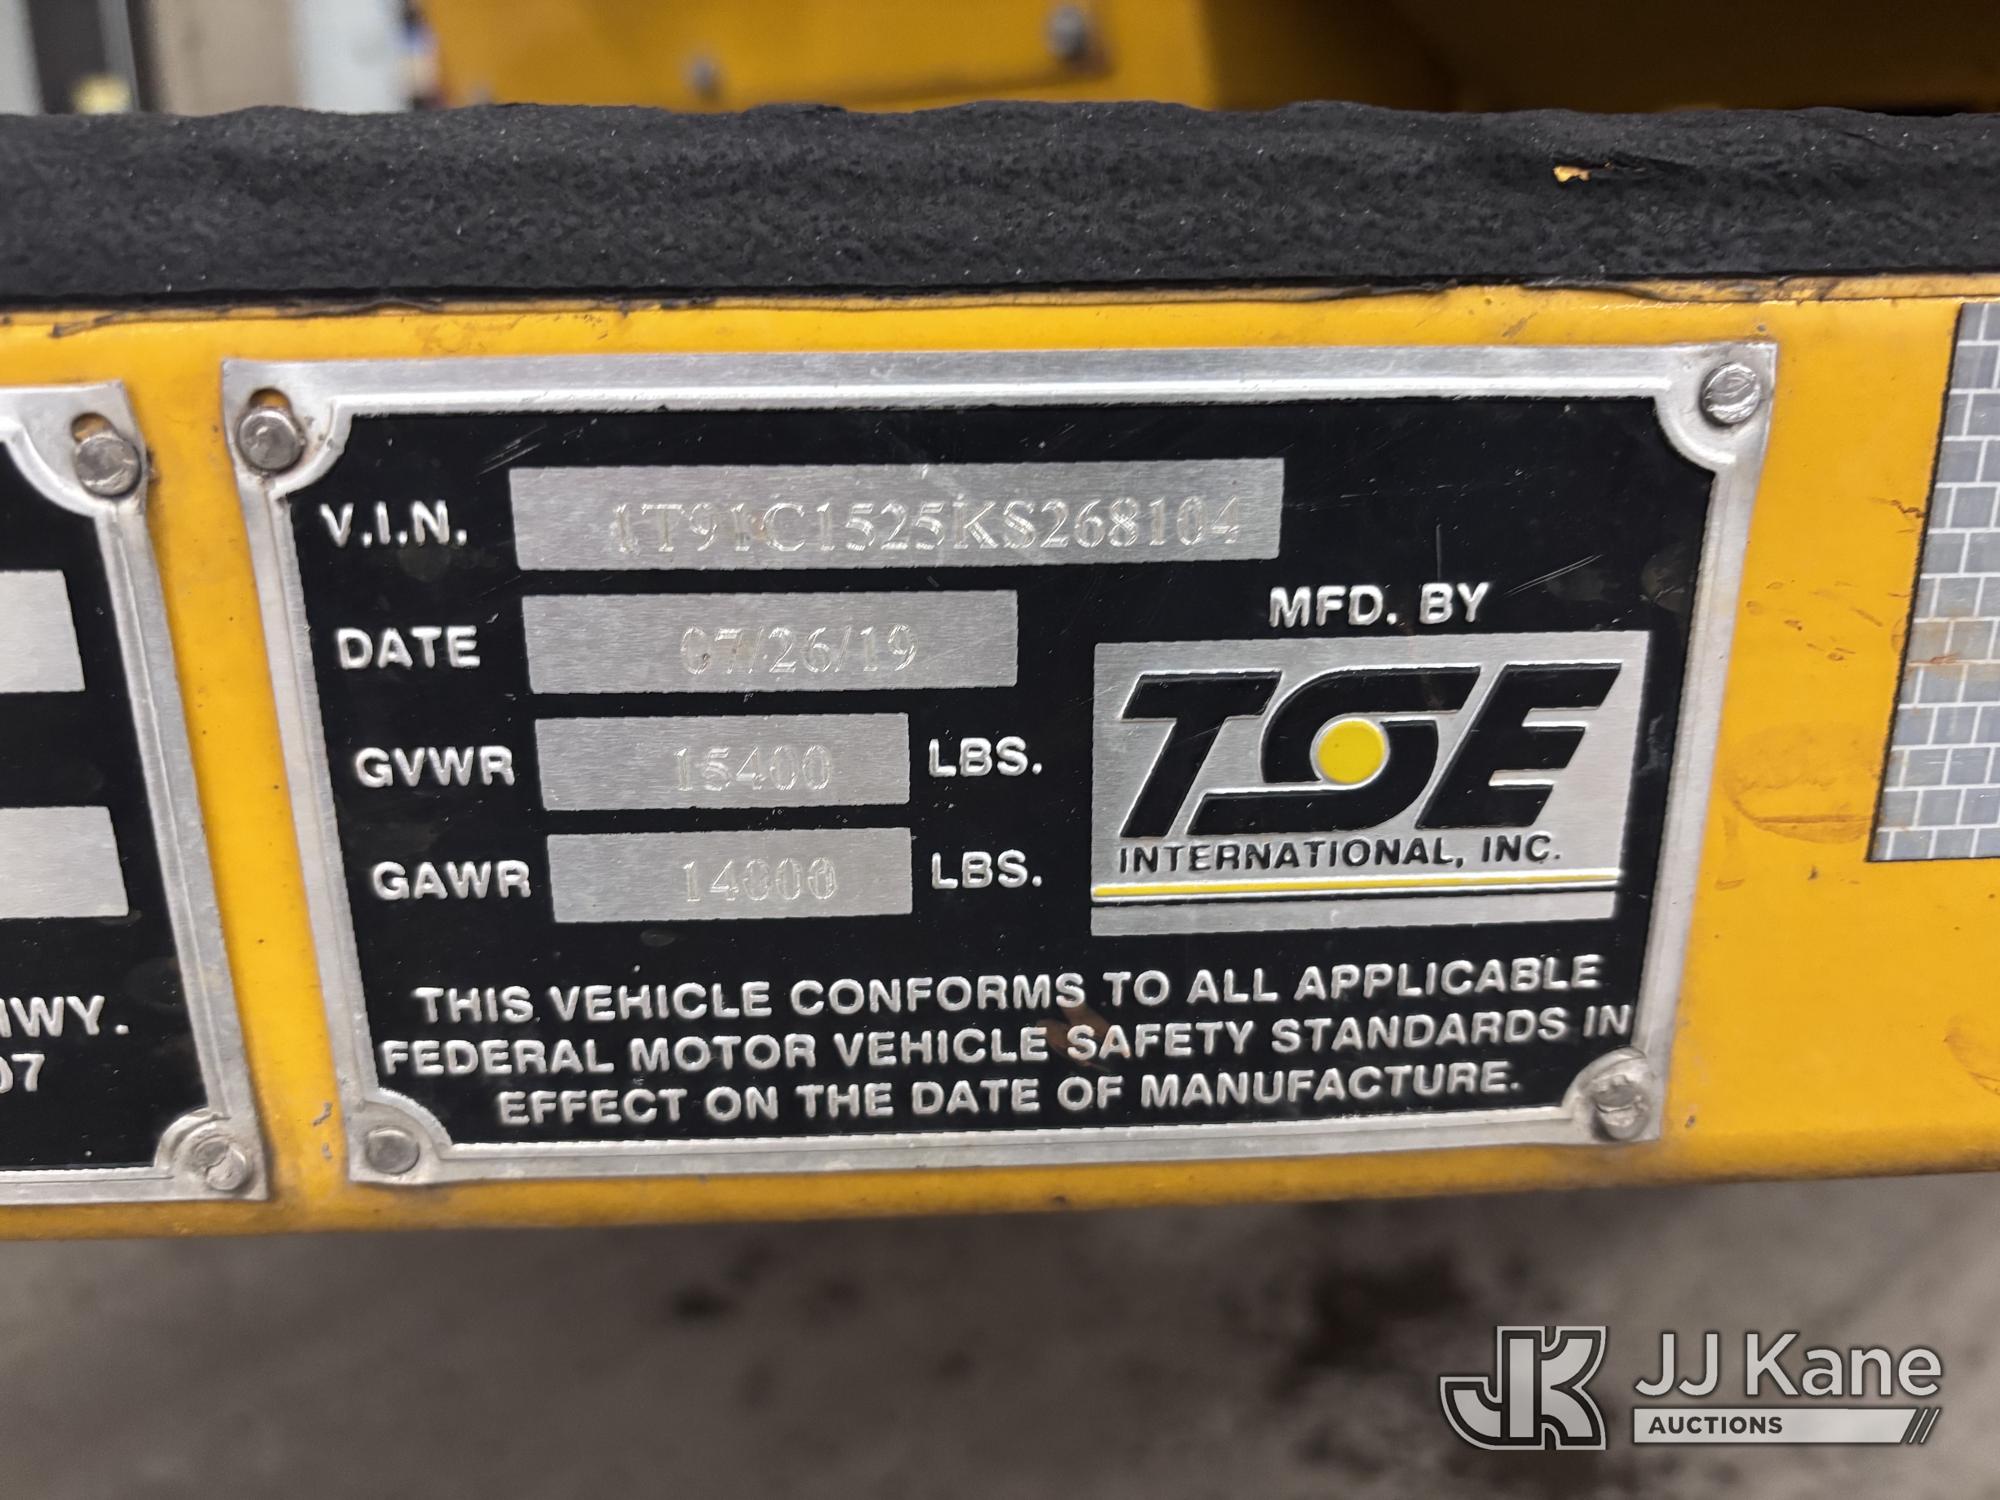 V.I.N. 1T91C1525KS268104
DATE 07/26/19
MFD. BY
GVWR 15400 LBS.
TSE
GAWR 14000 LBS.
INTERNATIONAL, INC.
THIS VEHICLE CONFORMS TO ALL APPLICABLE
FEDERAL MOTOR VEHICLE SAFETY STANDARDS IN
EFFECT ON THE DATE OF MANUFACTURE.
HWY.
07
JK JJ Kane
AUCTIONS